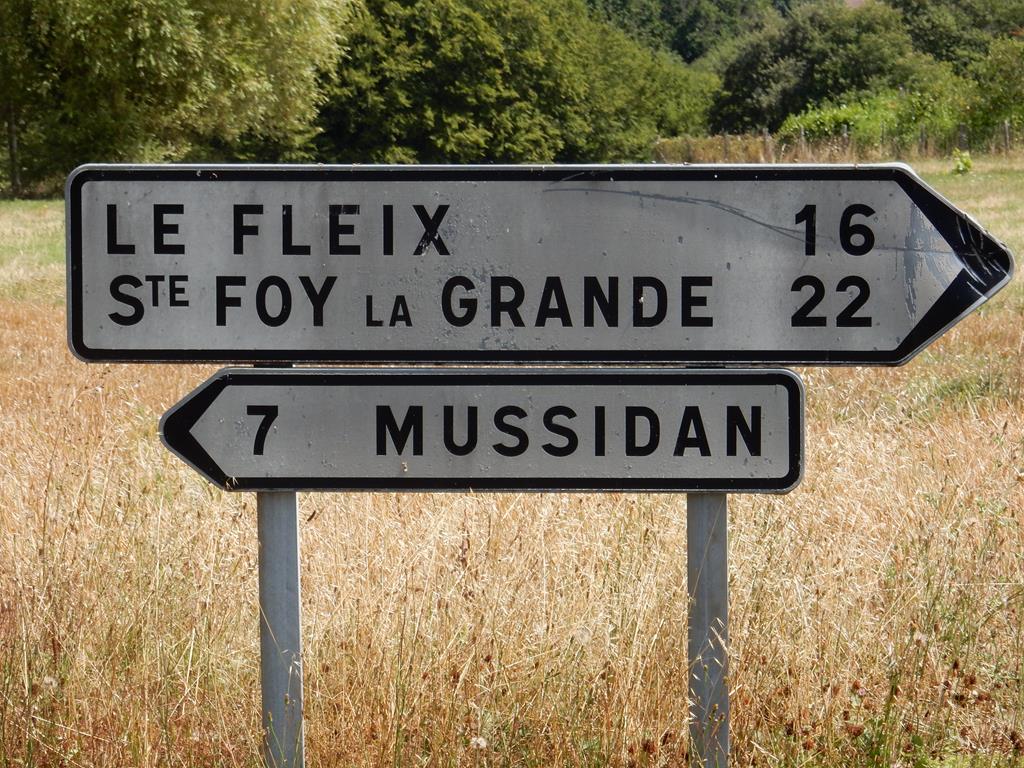 LE FLEIX 16
STE FOY LA GRANDE 22
7 MUSSIDAN